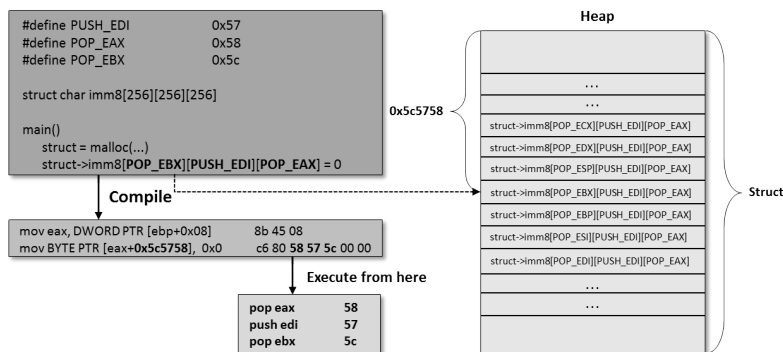 #define PUSH_EDI 0x57
#define POP_EAX 0x58
#define POP_EBX 0x5c
struct char imm8[256][256][256]
main()
struct = malloc(...)
struct->imm8[POP_EBX][PUSH_EDI][POP_EAX] = 0
Compile
mov eax, DWORD PTR [ebp+0x08] 8b 45 08
mov BYTE PTR [eax+0x5c5758], 0x0 c6 80 58 57 5c 00 00
Execute from here
pop eax 58
push edi 57
pop ebx 5c
Heap
0x5c5758
...
...
struct->imm8[POP_ECX][PUSH_EDI][POP_EAX]
struct->imm8[POP_EDX][PUSH_EDI][POP_EAX]
struct->imm8[POP_ESP][PUSH_EDI][POP_EAX]
struct->imm8[POP_EBX][PUSH_EDI][POP_EAX]
struct->imm8[POP_EBP][PUSH_EDI][POP_EAX]
struct->imm8[POP_ESI][PUSH_EDI][POP_EAX]
struct->imm8[POP_EDI][PUSH_EDI][POP_EAX]
...
...
Struct